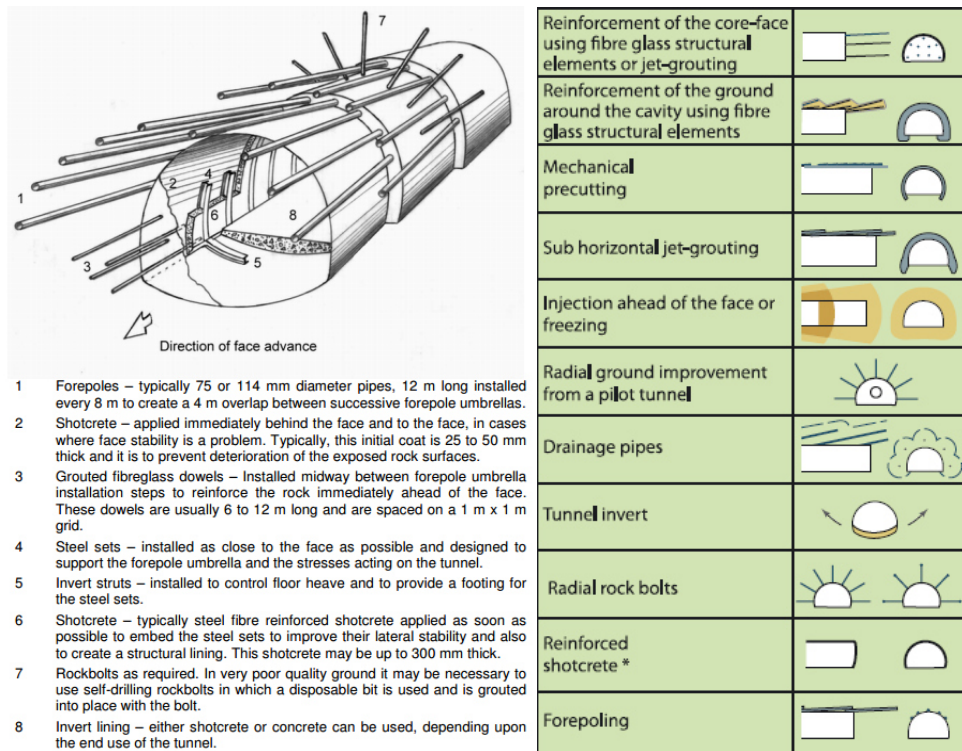 7
1
2
4
6
8
3
5
Direction of face advance
1 Forepoles – typically 75 or 114 mm diameter pipes, 12 m long installed
every 8 m to create a 4 m overlap between successive forepole umbrellas.
2 Shotcrete – applied immediately behind the face and to the face, in cases
where face stability is a problem. Typically, this initial coat is 25 to 50 mm
thick and it is to prevent deterioration of the exposed rock surfaces.
3 Grouted fibreglass dowels – Installed midway between forepole umbrella
installation steps to reinforce the rock immediately ahead of the face.
These dowels are usually 6 to 12 m long and are spaced on a 1 m x 1 m
grid.
4 Steel sets – installed as close to the face as possible and designed to
support the forepole umbrella and the stresses acting on the tunnel.
5 Invert struts – installed to control floor heave and to provide a footing for
the steel sets.
6 Shotcrete – typically steel fibre reinforced shotcrete applied as soon as
possible to embed the steel sets to improve their lateral stability and also
to create a structural lining. This shotcrete may be up to 300 mm thick.
7 Rockbolts as required. In very poor quality ground it may be necessary to
use self-drilling rockbolts in which a disposable bit is used and is grouted
into place with the bolt.
8 Invert lining – either shotcrete or concrete can be used, depending upon
the end use of the tunnel.
Reinforcement of the core-face
using fibre glass structural
elements or jet-grouting
Reinforcement of the ground
around the cavity using fibre
glass structural elements
Mechanical
precutting
Sub horizontal jet-grouting
Injection ahead of the face or
freezing
Radial ground improvement
from a pilot tunnel
Drainage pipes
Tunnel invert
Radial rock bolts
Reinforced
shotcrete *
Forepoling